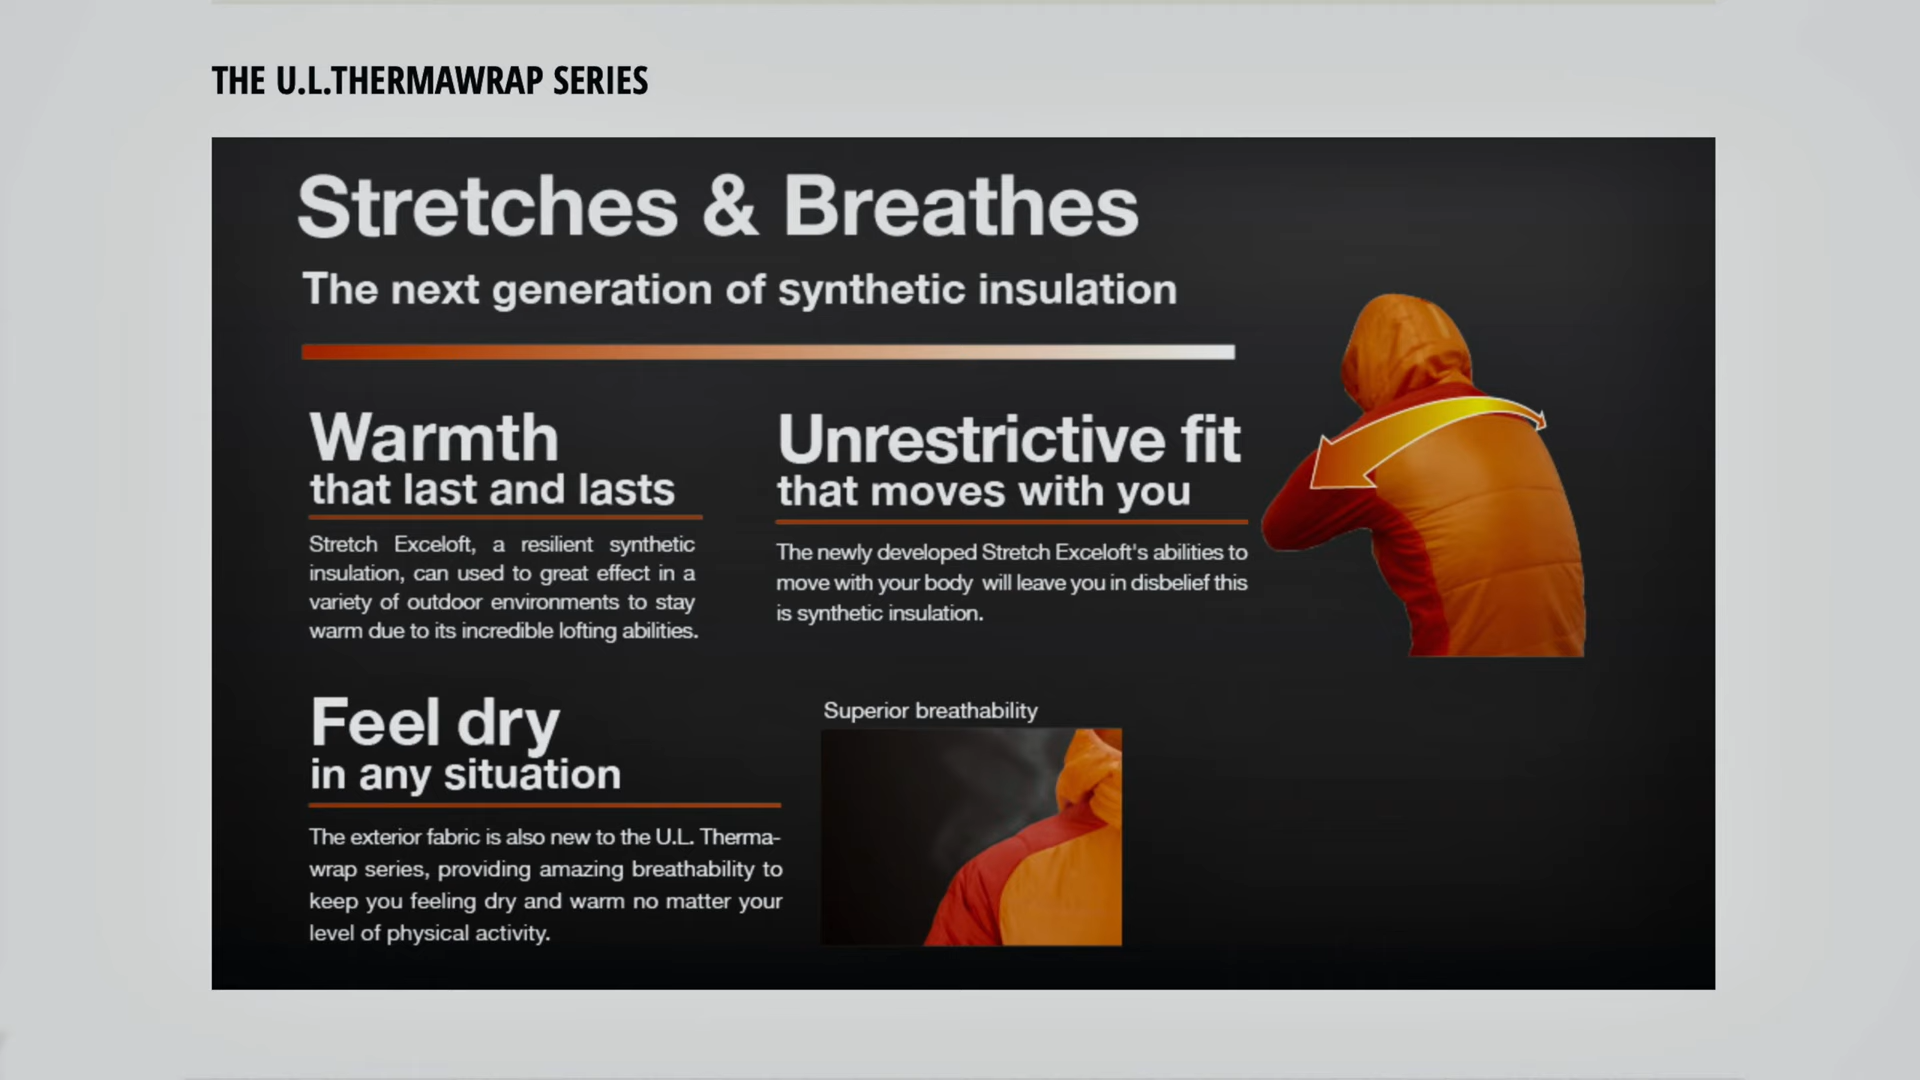 THE U.L.THERMAWRAP SERIES
Stretches & Breathes
The next generation of synthetic insulation
Warmth
that last and lasts
Stretch Exceloft, a resilient synthetic
insulation, can used to great effect in a
variety of outdoor environments to stay
warm due to its incredible lofting abilities.
Unrestrictive fit
that moves with you
The newly developed Stretch Exceloft's abilities to
move with your body will leave you in disbelief this
is synthetic insulation.
Feel dry
in any situation
The exterior fabric is also new to the U.L. Therma-
wrap series, providing amazing breathability to
keep you feeling dry and warm no matter your
level of physical activity.
Superior breathability